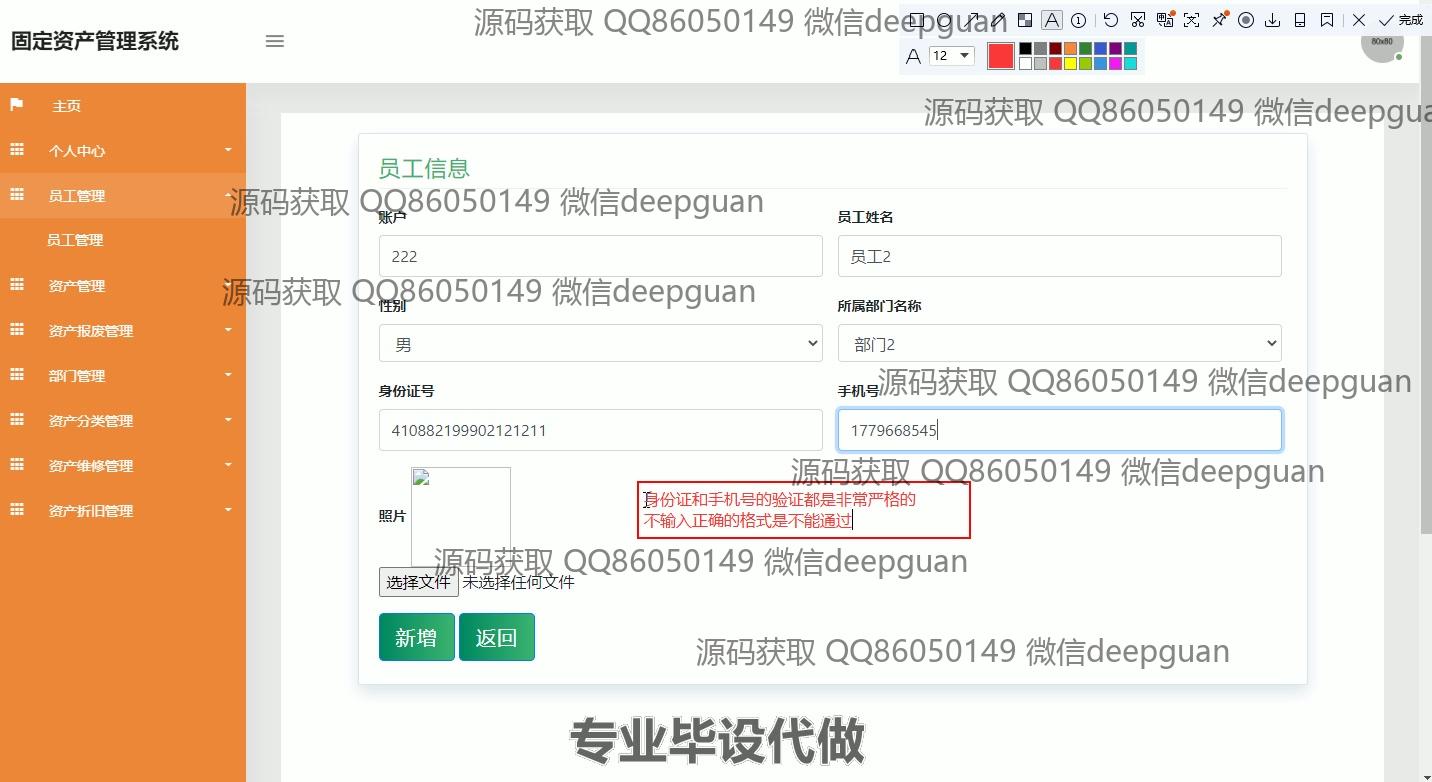 源码获取 QQ86050149 微信deepguan
完成
固定资产管理系统
12
80x80
源码获取 QQ86050149 微信deepgua
主页
个人中心
员工管理
员工管理
资产管理
资产报废管理
部门管理
资产分类管理
资产维修管理
资产折旧管理
员工信息
源码获取 QQ86050149 微信deepguan
账户
员工姓名
222
员工2
源码获取 QQ86050149 微信deepguan
性别
所属部门名称
男
部门2
源码获取 QQ86050149 微信deepguan
身份证号
手机号
410882199902121211
1779668545
源码获取 QQ86050149 微信deepguan
照片
身份证和手机号的验证都是非常严格的
不输入正确的格式是不能通过
源码获取 QQ86050149 微信deepguan
选择文件 未选择任何文件
新增 返回
源码获取 QQ86050149 微信deepguan
专业毕设代做